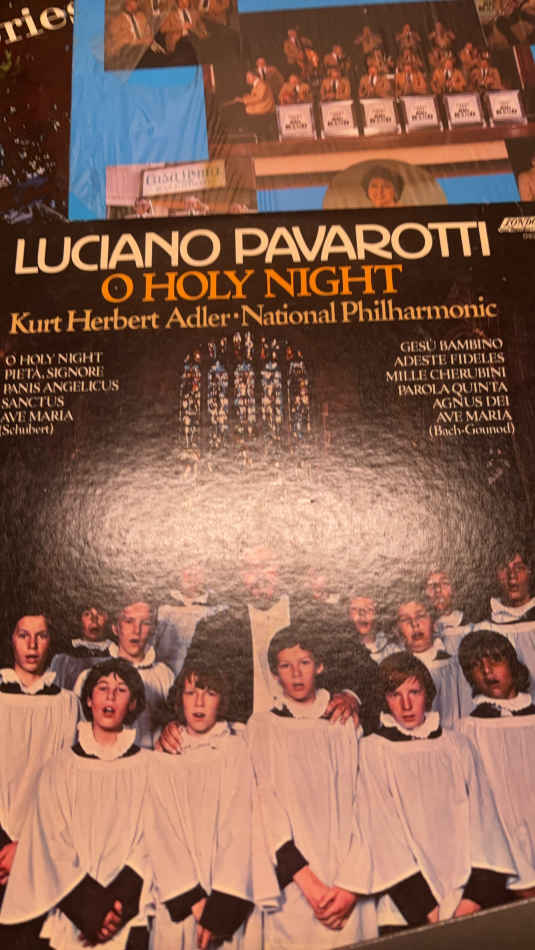 ries
LUCIANO PAVAROTTI
LONDON
O HOLY NIGHT
Kurt Herbert Adler·National Philharmonic
O HOLY NIGHT
PIETÀ, SIGNORE
PANIS ANGELICUS
SANCTUS
AVE MARIA
(Schubert)
GESÙ BAMBINO
ADESTE FIDELES
MILLE CHERUBINI
PAROLA QUINTA
AGNUS DEI
AVE MARIA
(Bach-Gounod)